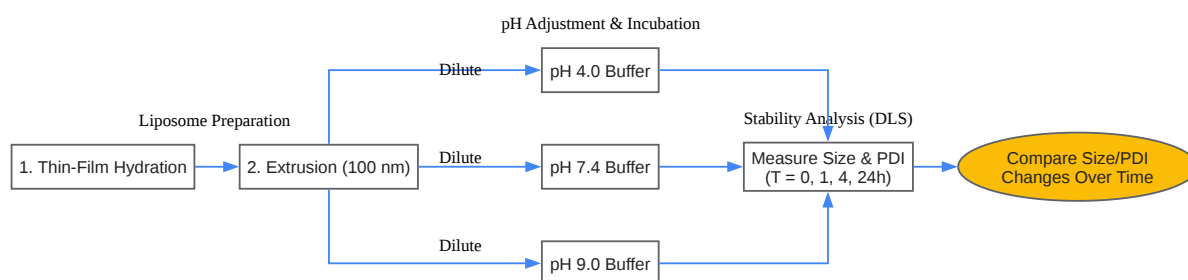 pH Adjustment & Incubation
Dilute
pH 4.0 Buffer
Liposome Preparation
Stability Analysis (DLS)
1. Thin-Film Hydration
2. Extrusion (100 nm)
Dilute
pH 7.4 Buffer
Measure Size & PDI
(T = 0, 1, 4, 24h)
Compare Size/PDI
Changes Over Time
Dilute
pH 9.0 Buffer